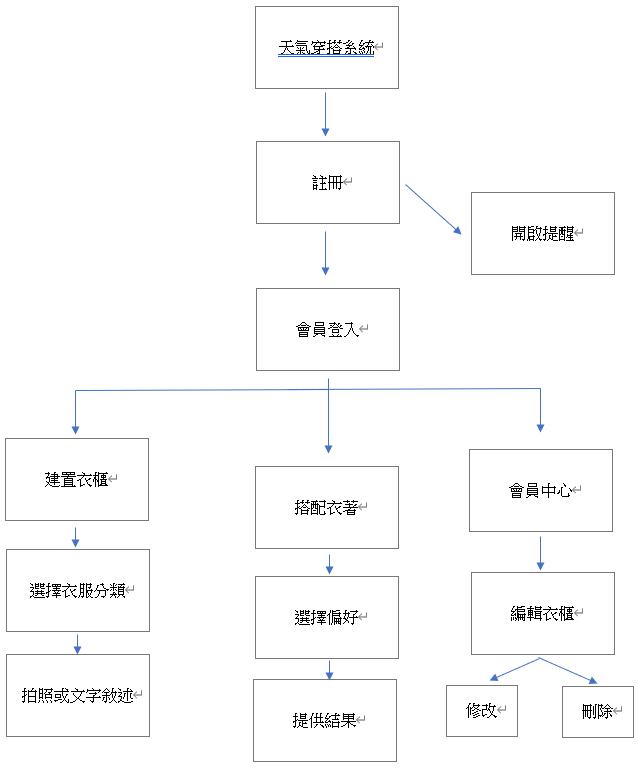 天氣穿搭系統
註冊
開啟提醒
會員登入
建置衣櫃
搭配衣著
會員中心
選擇衣服分類
選擇偏好
編輯衣櫃
拍照或文字敘述
提供結果
修改
刪除